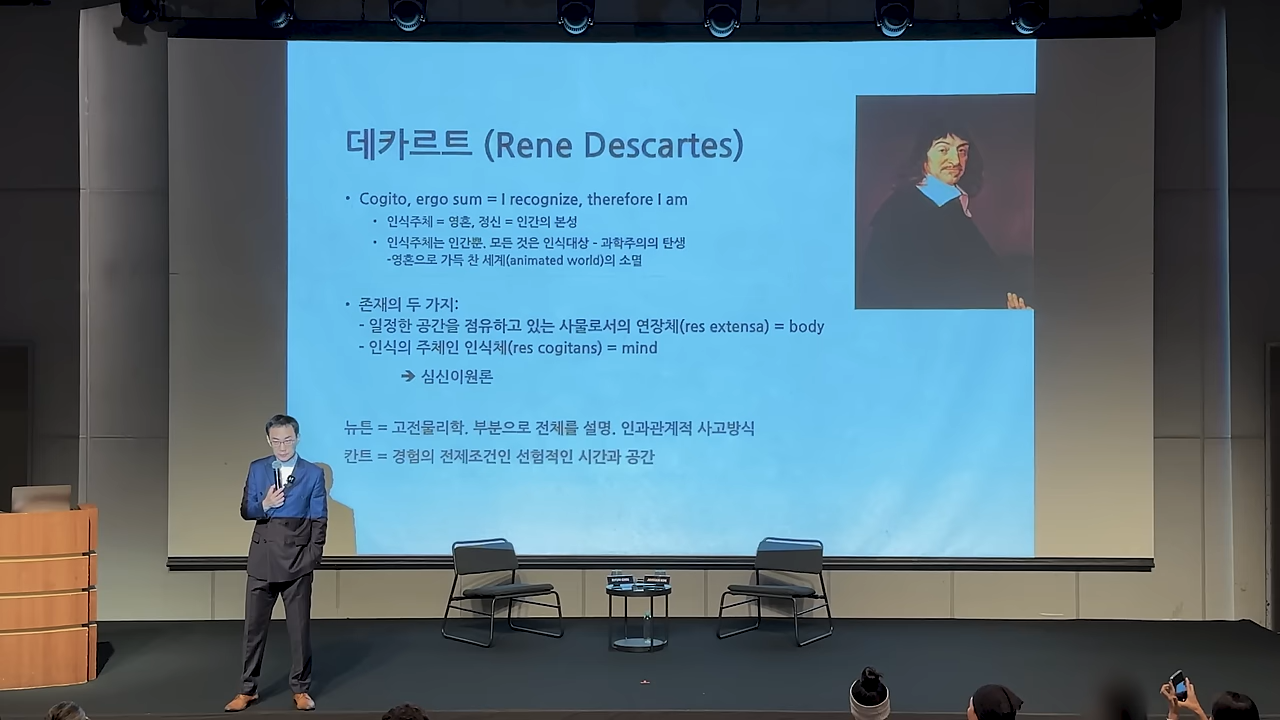 데카르트 (Rene Descartes)
• Cogito, ergo sum = I recognize, therefore I am
• 인식주체 = 영혼, 정신 = 인간의 본성
• 인식주체는 인간뿐. 모든 것은 인식대상 - 과학주의의 탄생
-영혼으로 가득 찬 세계(animated world)의 소멸
• 존재의 두 가지:
- 일정한 공간을 점유하고 있는 사물로서의 연장체(res extensa) = body
- 인식의 주체인 인식체(res cogitans) = mind
➔ 심신이원론
뉴튼 = 고전물리학. 부분으로 전체를 설명. 인과관계적 사고방식
칸트 = 경험의 전제조건인 선험적인 시간과 공간